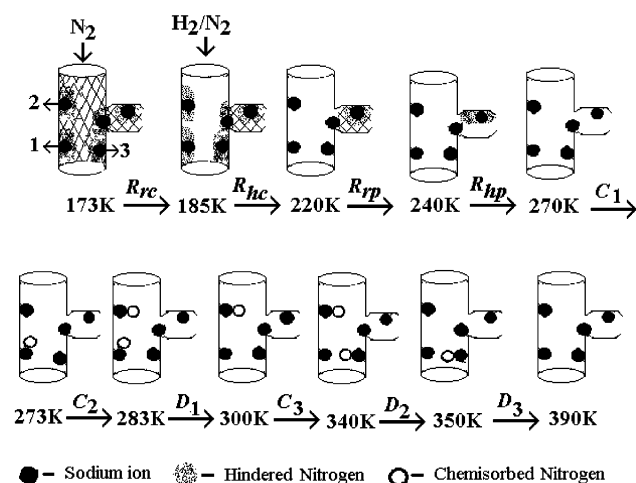 N2 H2/N2
2
1 3
Rrc Rhc Rrp Rhp C1
173K 185K 220K 240K 270K
C2 D1 C3 D2 D3
273K 283K 300K 340K 350K 390K
– Sodium ion – Hindered Nitrogen – Chemisorbed Nitrogen